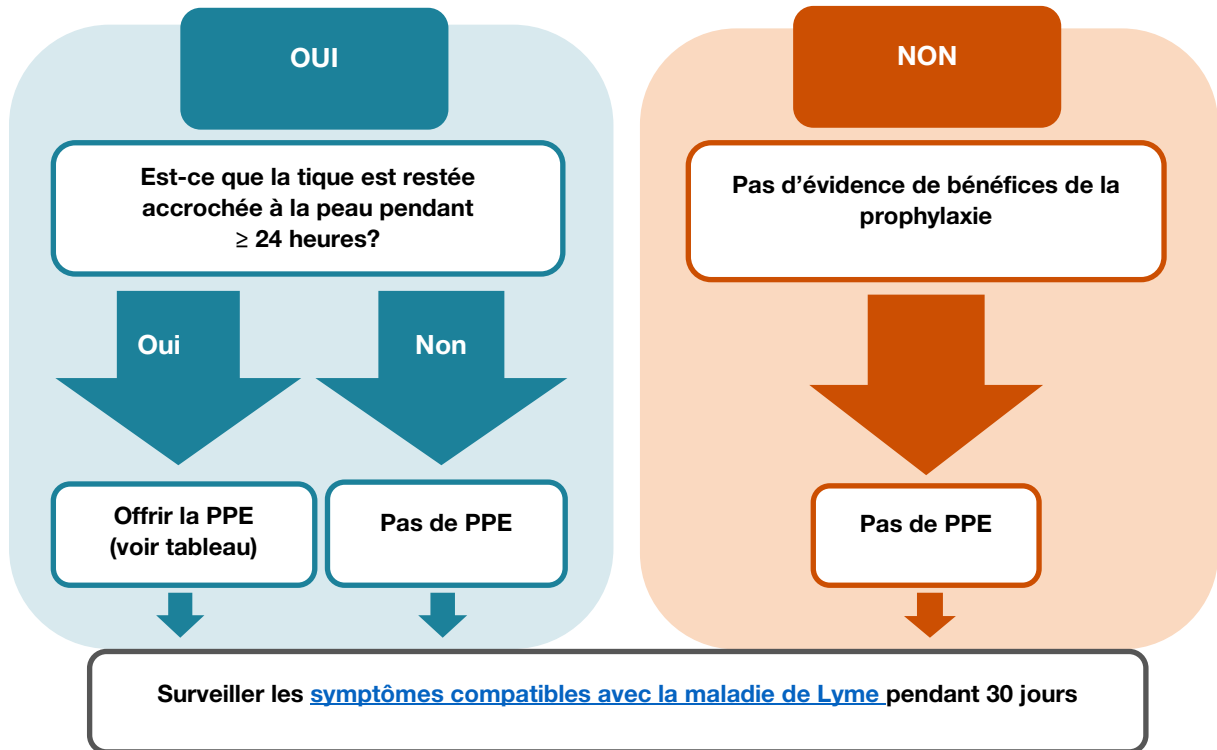 OUI
Est-ce que la tique est restée
accrochée à la peau pendant
≥ 24 heures?
Oui
Non
Offrir la PPE
(voir tableau)
Pas de PPE
NON
Pas d’évidence de bénéfices de la
prophylaxie
Pas de PPE
Surveiller les symptômes compatibles avec la maladie de Lyme pendant 30 jours